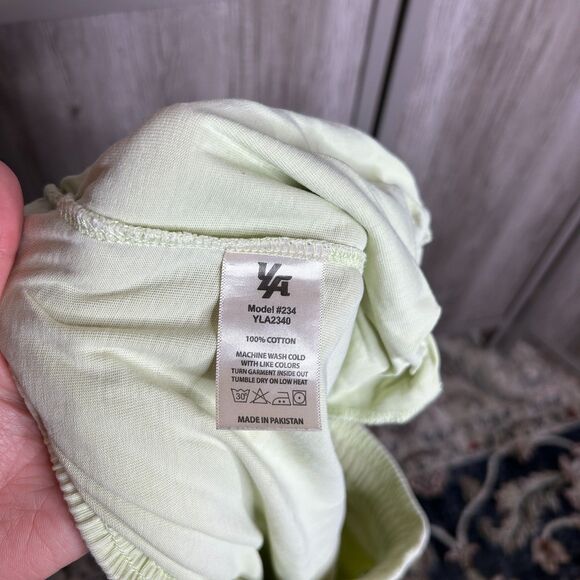 YLA
Model #234
YLA2340
100% COTTON
MACHINE WASH COLD
WITH LIKE COLORS
TURN GARMENT INSIDE OUT
TUMBLE DRY ON LOW HEAT
30°
MADE IN PAKISTAN